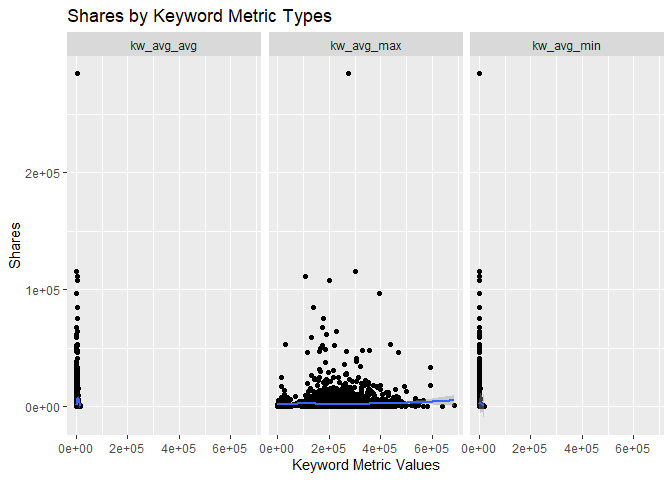 Shares by Keyword Metric Types
kw_avg_avg kw_avg_max kw_avg_min
Shares
2e+05
1e+05
0e+00
0e+00 2e+05 4e+05 6e+05 0e+00 2e+05 4e+05 6e+05 0e+00 2e+05 4e+05 6e+05
Keyword Metric Values